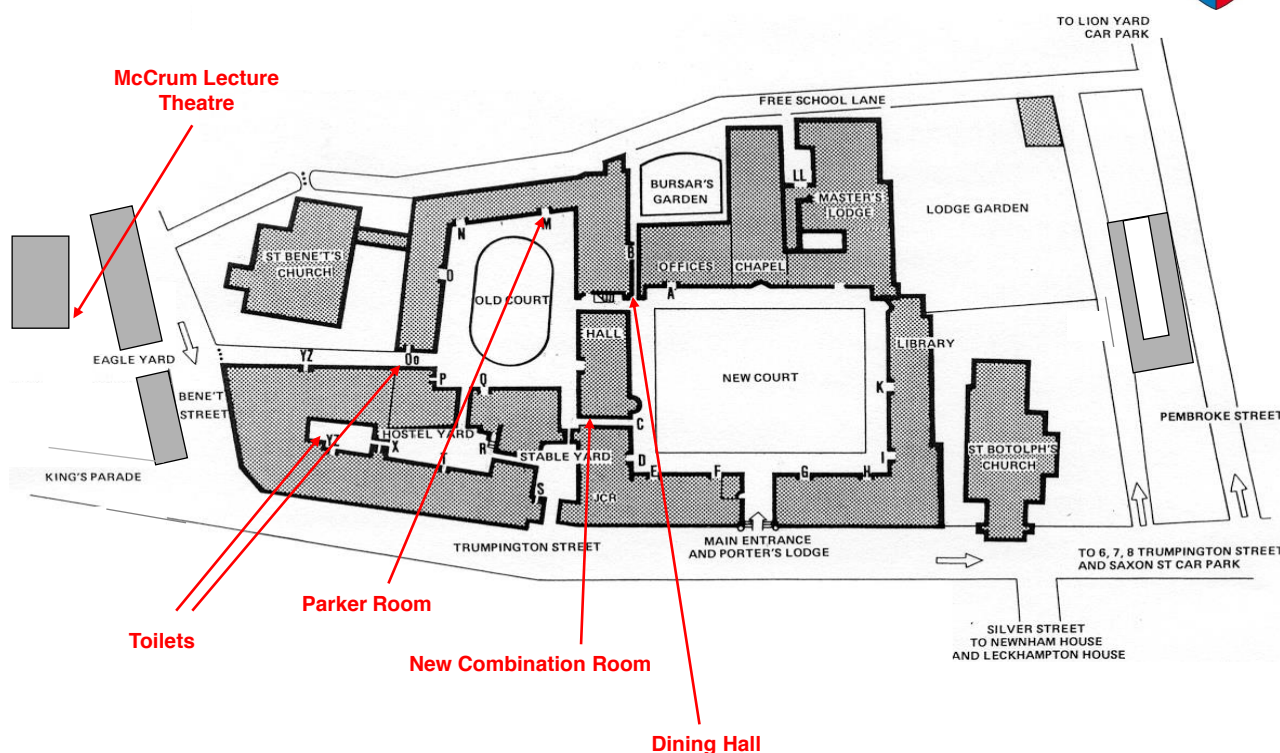 TO LION YARD
CAR PARK
McCrum Lecture
Theatre
FREE SCHOOL LANE
BURSAR'S
GARDEN
LL
MASTER'S
LODGE
LODGE GARDEN
N
M
B
ST BENE'T'S
CHURCH
O
OFFICES
CHAPEL
A
OLD COURT
HALL
LIBRARY
EAGLE YARD
YZ
Oo
P
Q
NEW COURT
K
BENE'T
STREET
PEMBROKE STREET
HOSTEL YARD
YZ
X
R
T
STABLE YARD
C
D
E
F
G
H
I
ST BOTOLPH'S
CHURCH
KING'S PARADE
S
JCR
TRUMPINGTON STREET
MAIN ENTRANCE
AND PORTER'S LODGE
TO 6, 7, 8 TRUMPINGTON STREET
AND SAXON ST CAR PARK
Parker Room
Toilets
New Combination Room
SILVER STREET
TO NEWNHAM HOUSE
AND LECKHAMPTON HOUSE
Dining Hall